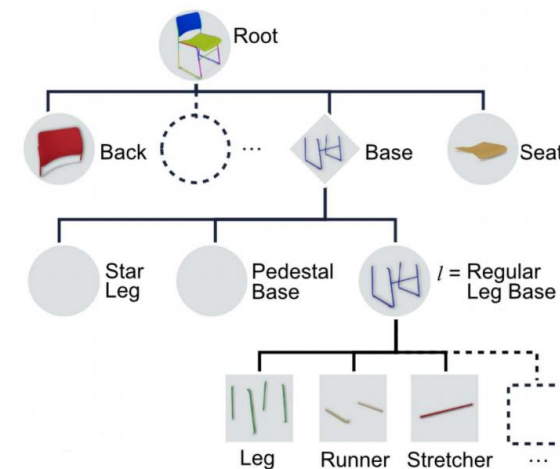 Root
Back
...
Base
Seat
Star
Leg
Pedestal
Base
l = Regular
Leg Base
Leg
Runner
Stretcher
...